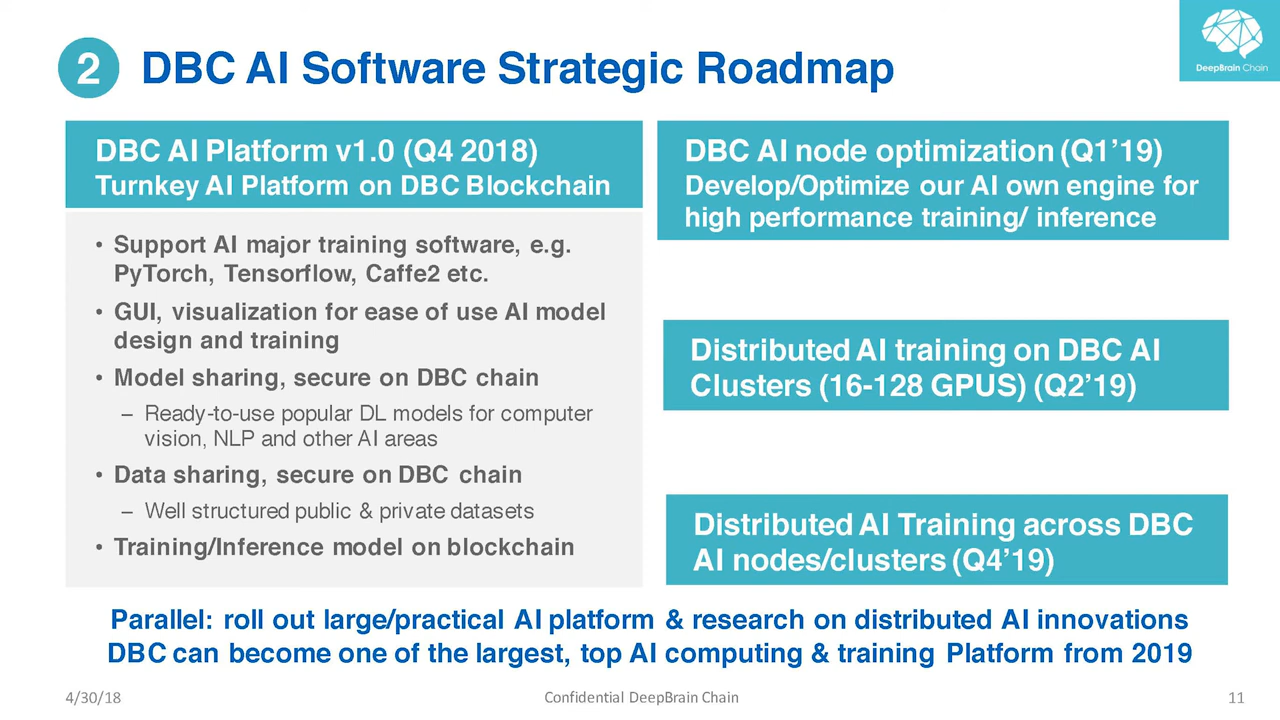 2 DBC AI Software Strategic Roadmap
DeepBrain Chain
DBC AI Platform v1.0 (Q4 2018)
Turnkey AI Platform on DBC Blockchain
• Support AI major training software, e.g.
PyTorch, Tensorflow, Caffe2 etc.
• GUI, visualization for ease of use AI model
design and training
• Model sharing, secure on DBC chain
– Ready-to-use popular DL models for computer
vision, NLP and other AI areas
• Data sharing, secure on DBC chain
– Well structured public & private datasets
• Training/Inference model on blockchain
DBC AI node optimization (Q1’19)
Develop/Optimize our AI own engine for
high performance training/ inference
Distributed AI training on DBC AI
Clusters (16-128 GPUS) (Q2’19)
Distributed AI Training across DBC
AI nodes/clusters (Q4’19)
Parallel: roll out large/practical AI platform & research on distributed AI innovations
DBC can become one of the largest, top AI computing & training Platform from 2019
4/30/18
Confidential DeepBrain Chain
11